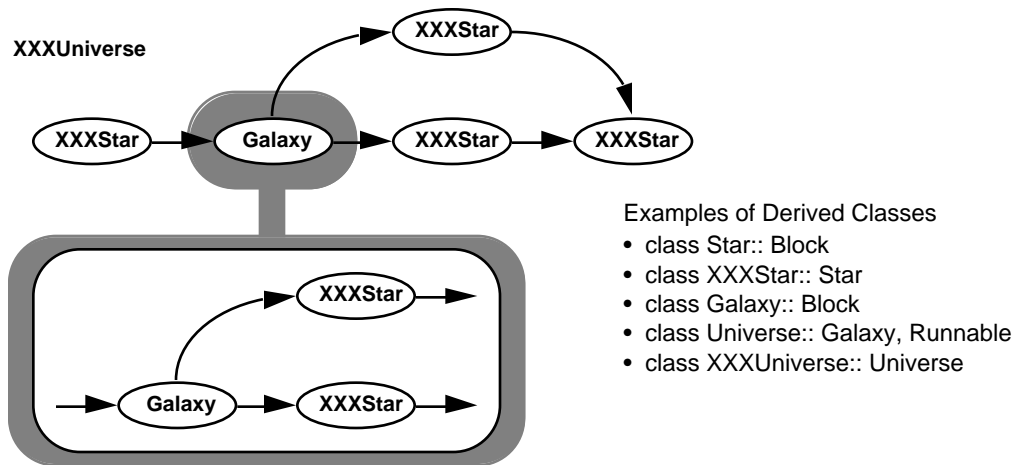 XXXStar
XXXUniverse
XXXStar
Galaxy
XXXStar
XXXStar
Examples of Derived Classes
• class Star:: Block
• class XXXStar:: Star
• class Galaxy:: Block
• class Universe:: Galaxy, Runnable
• class XXXUniverse:: Universe
XXXStar
Galaxy
XXXStar